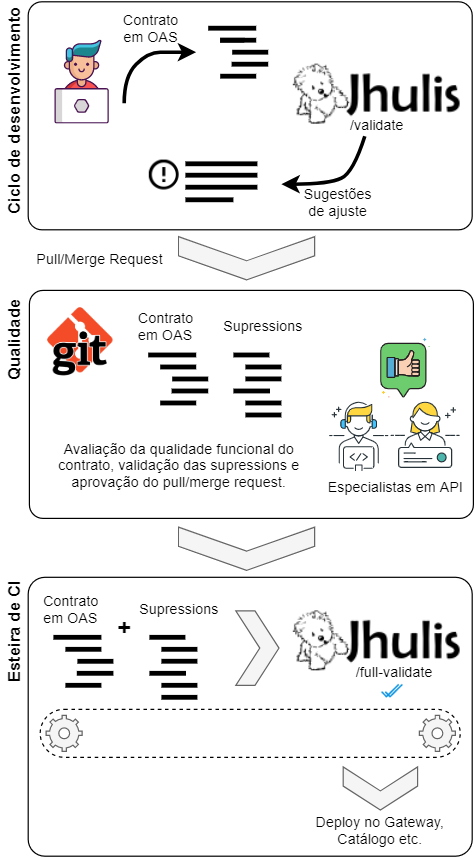 Ciclo de desenvolvimento
Contrato
em OAS
Jhulis
/validate
!
Sugestões
de ajuste
Pull/Merge Request
Qualidade
git
Contrato
em OAS
Supressions
Avaliação da qualidade funcional do
contrato, validação das supressions e
aprovação do pull/merge request.
</>
Especialistas em API
Esteira de CI
Contrato
em OAS
+
Supressions
Jhulis
/full-validate
Deploy no Gateway,
Catálogo etc.